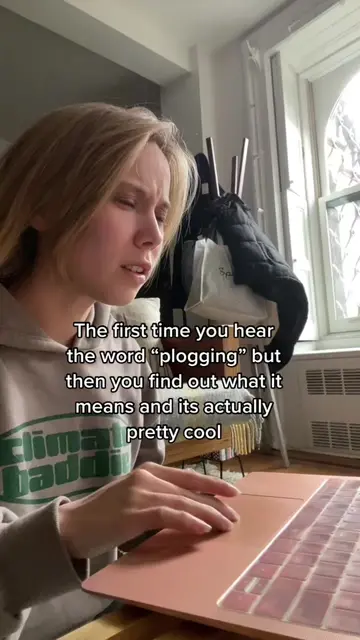 The first time you hear
the word “plogging” but
then you find out what it
means and its actually
pretty cool